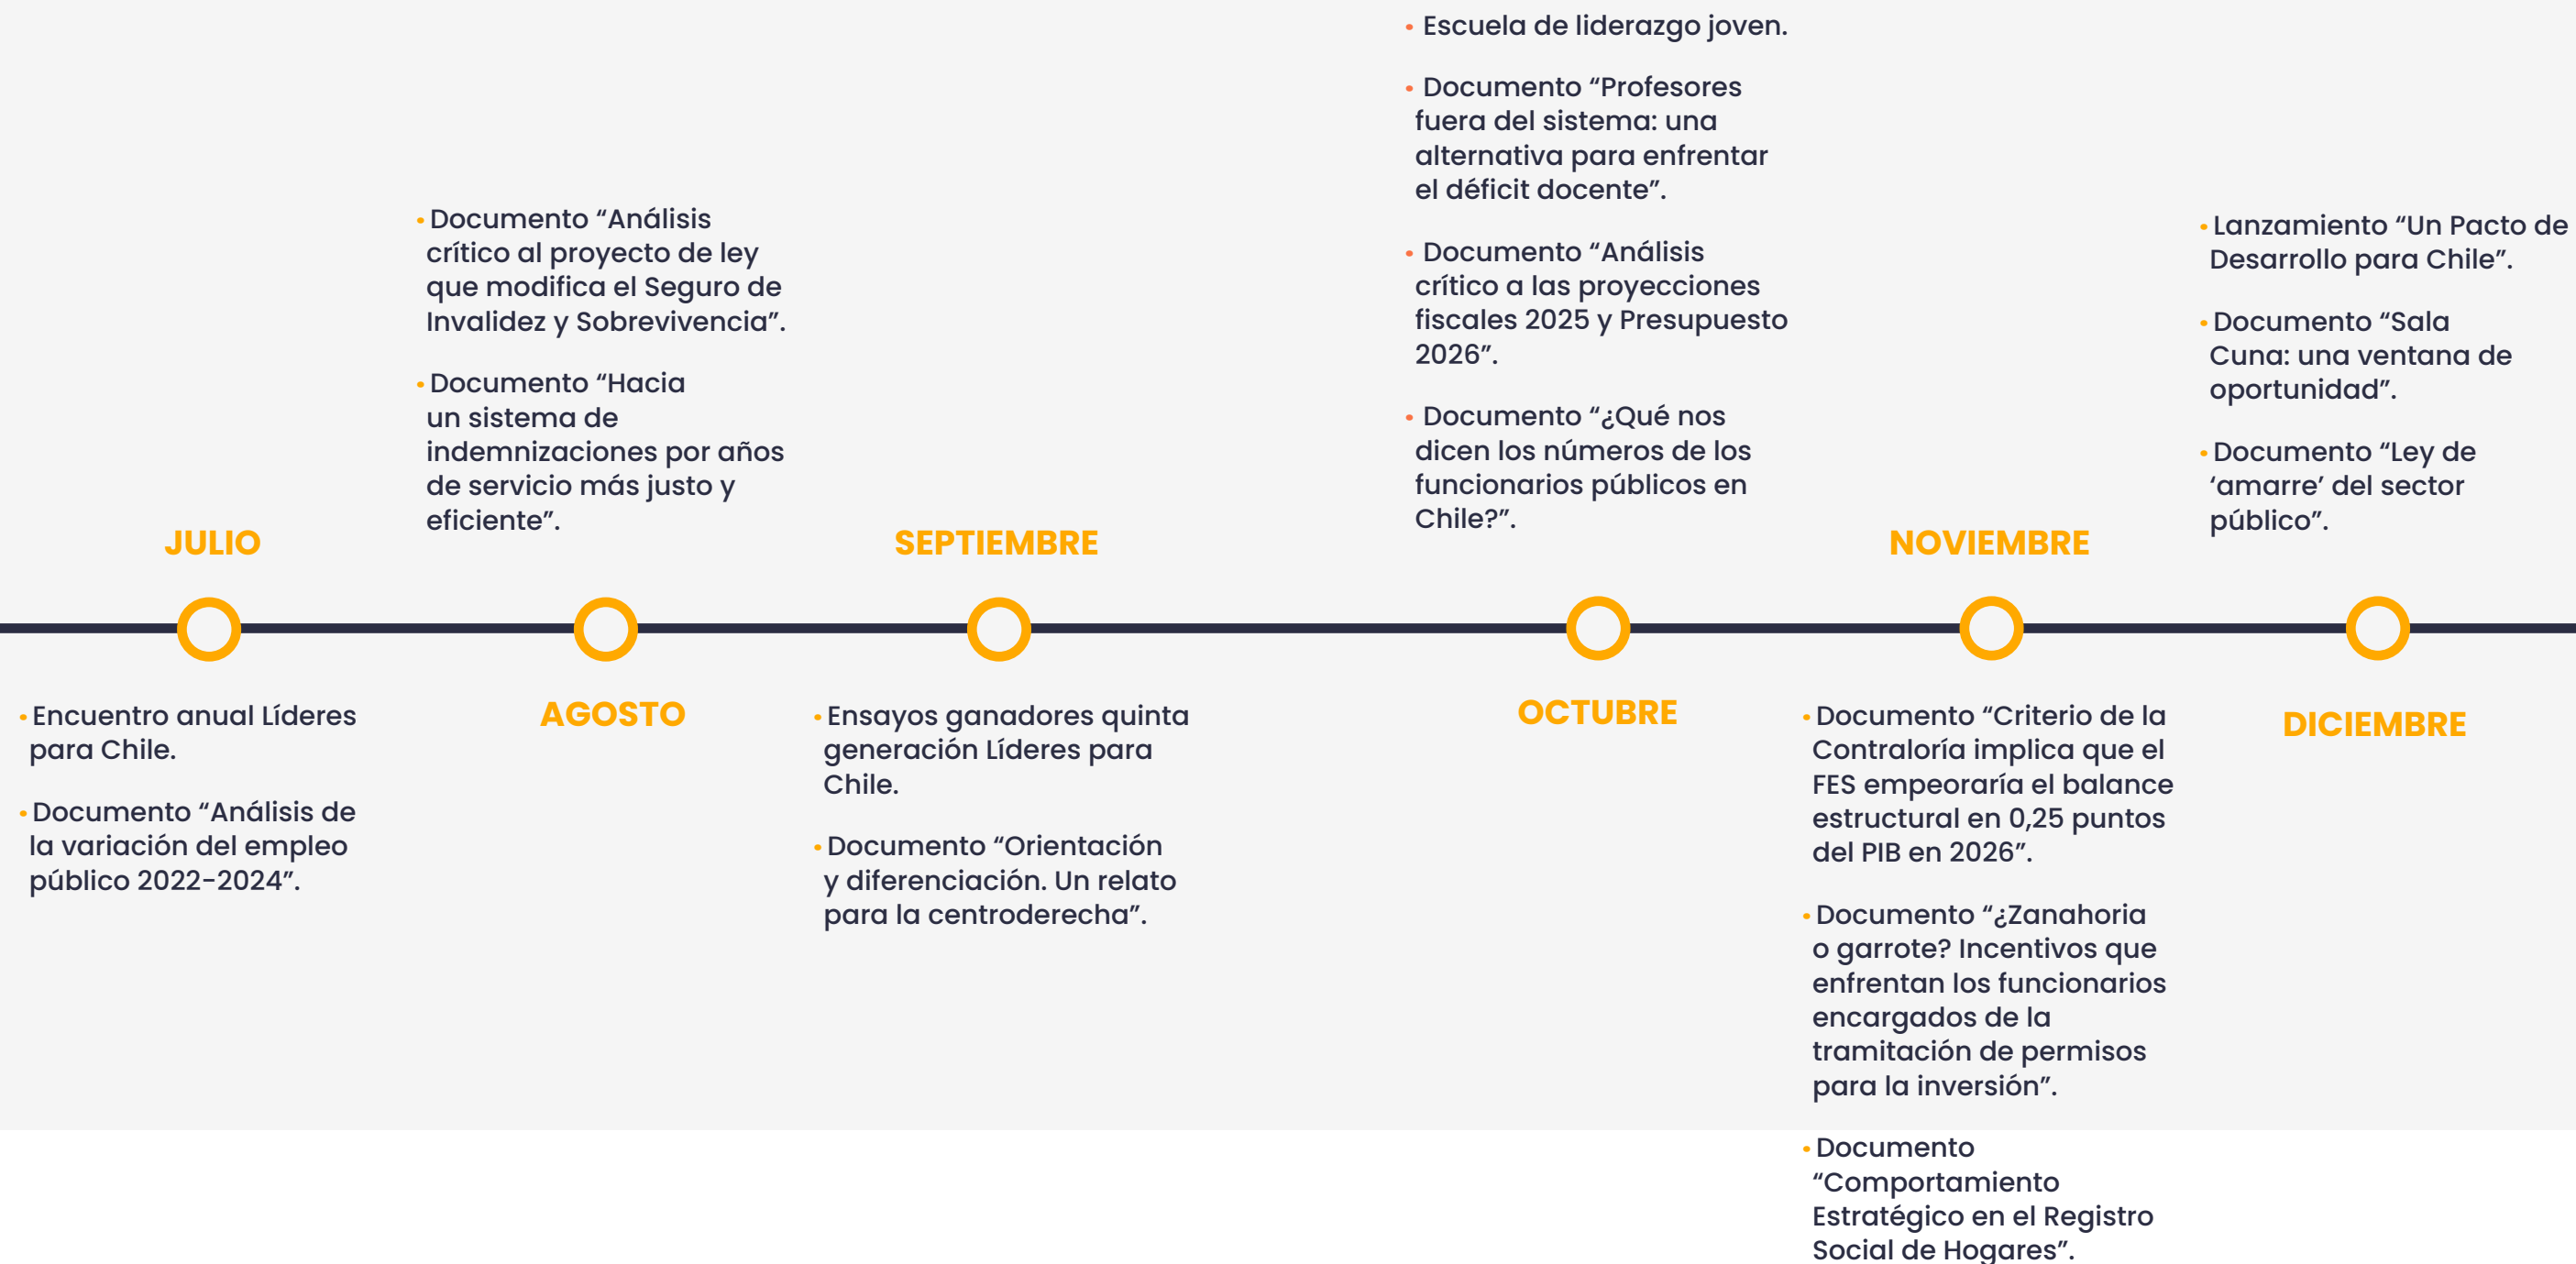 JULIO
• Encuentro anual Líderes
para Chile.
• Documento “Análisis de
la variación del empleo
público 2022-2024”.
• Documento “Análisis
crítico al proyecto de ley
que modifica el Seguro de
Invalidez y Sobrevivencia”.
• Documento “Hacia
un sistema de
indemnizaciones por años
de servicio más justo y
eficiente”.
AGOSTO
SEPTIEMBRE
• Ensayos ganadores quinta
generación Líderes para
Chile.
• Documento “Orientación
y diferenciación. Un relato
para la centroderecha”.
• Escuela de liderazgo joven.
• Documento “Profesores
fuera del sistema: una
alternativa para enfrentar
el déficit docente”.
• Documento “Análisis
crítico a las proyecciones
fiscales 2025 y Presupuesto
2026”.
• Documento “¿Qué nos
dicen los números de los
funcionarios públicos en
Chile?”.
OCTUBRE
NOVIEMBRE
• Documento “Criterio de la
Contraloría implica que el
FES empeoraría el balance
estructural en 0,25 puntos
del PIB en 2026”.
• Documento “¿Zanahoria
o garrote? Incentivos que
enfrentan los funcionarios
encargados de la
tramitación de permisos
para la inversión”.
• Documento
“Comportamiento
Estratégico en el Registro
Social de Hogares”.
• Lanzamiento “Un Pacto de
Desarrollo para Chile”.
• Documento “Sala
Cuna: una ventana de
oportunidad”.
• Documento “Ley de
‘amarre’ del sector
público”.
DICIEMBRE